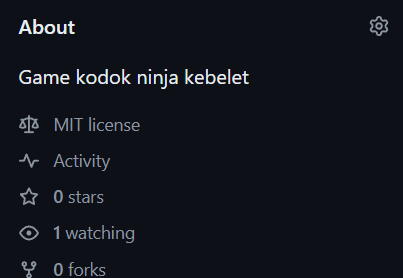 About
Game kodok ninja kebelet
MIT license
Activity
0 stars
1 watching
0 forks